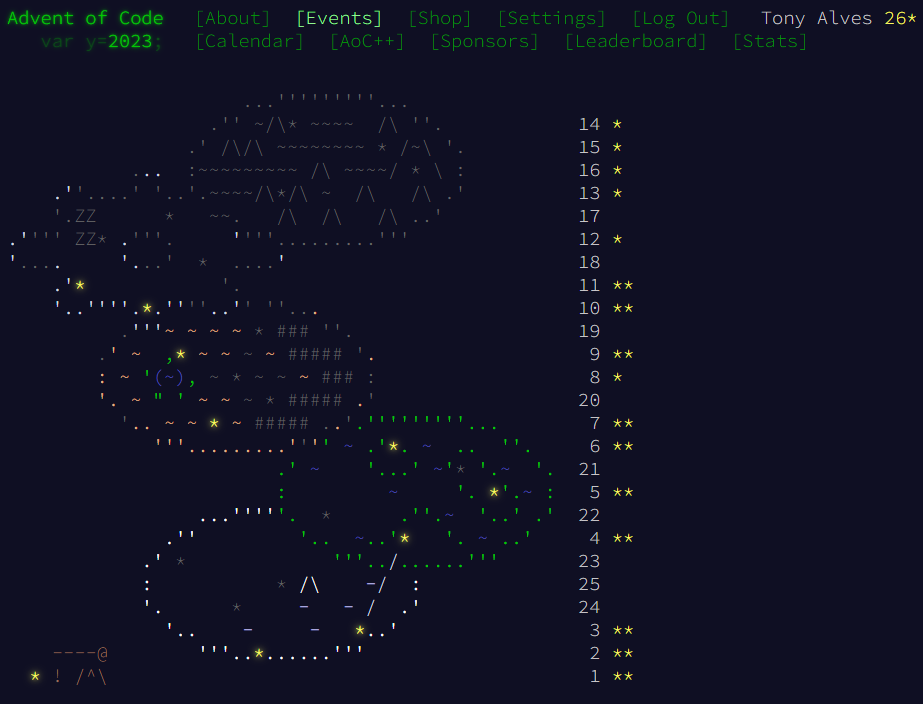 Advent of Code [About] [Events] [Shop] [Settings] [Log Out] Tony Alves 26*
var y=2023; [Calendar] [AoC++] [Sponsors] [Leaderboard] [Stats]
14 *
15 *
16 *
13 *
ZZ 17
ZZ* 12 *
18
11 **
10 **
### 19
##### 9 **
### 8 *
##### 20
##### 7 **
6 **
21
5 **
22
4 **
23
25
24
3 **
----@ 2 **
* ! /^\ 1 **